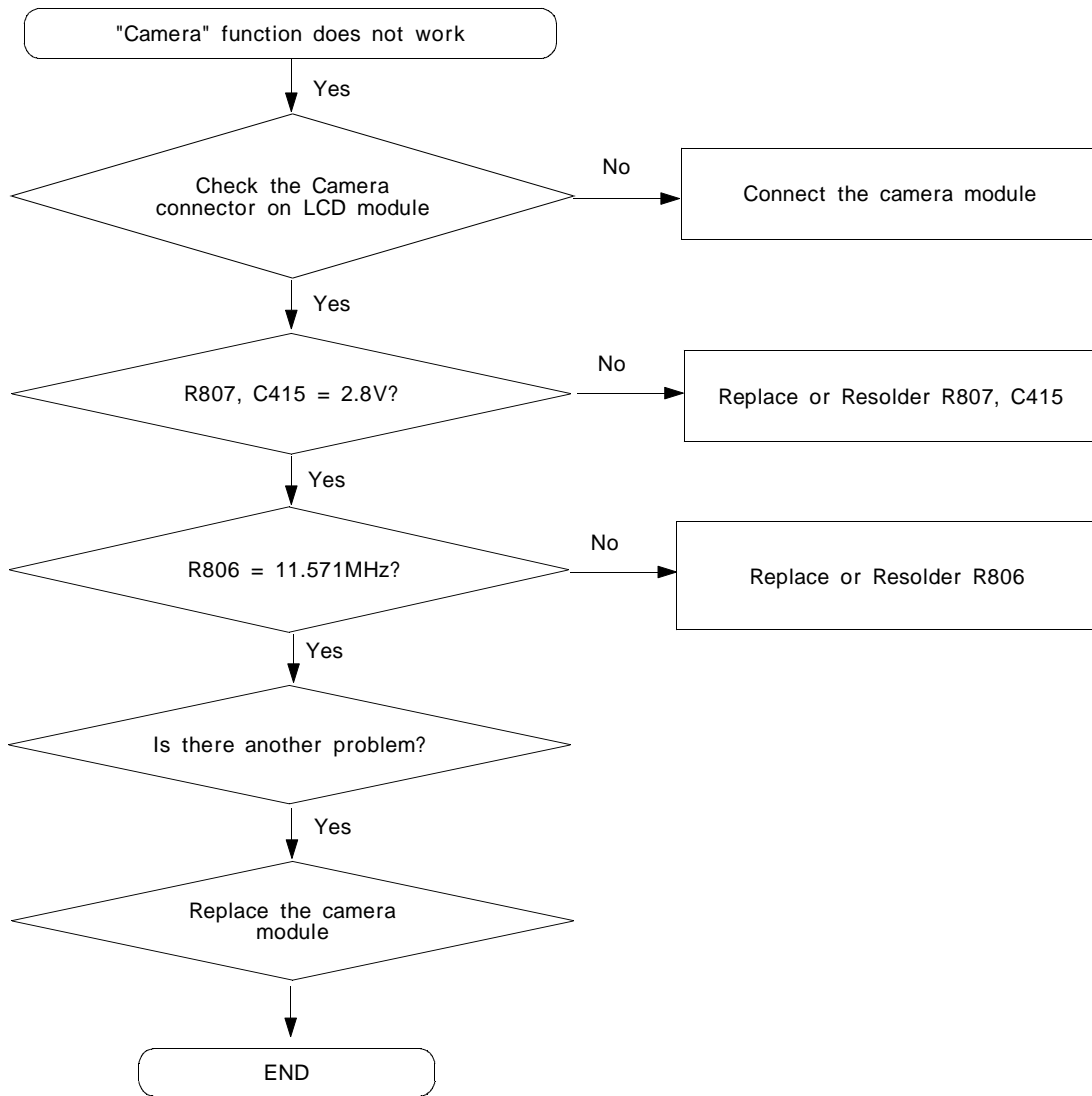 "Camera" function does not work
Yes
Check the Camera
connector on LCD module
No
Connect the camera module
Yes
R807, C415 = 2.8V?
No
Replace or Resolder R807, C415
Yes
R806 = 11.571MHz?
No
Replace or Resolder R806
Yes
Is there another problem?
Yes
Replace the camera
module
END